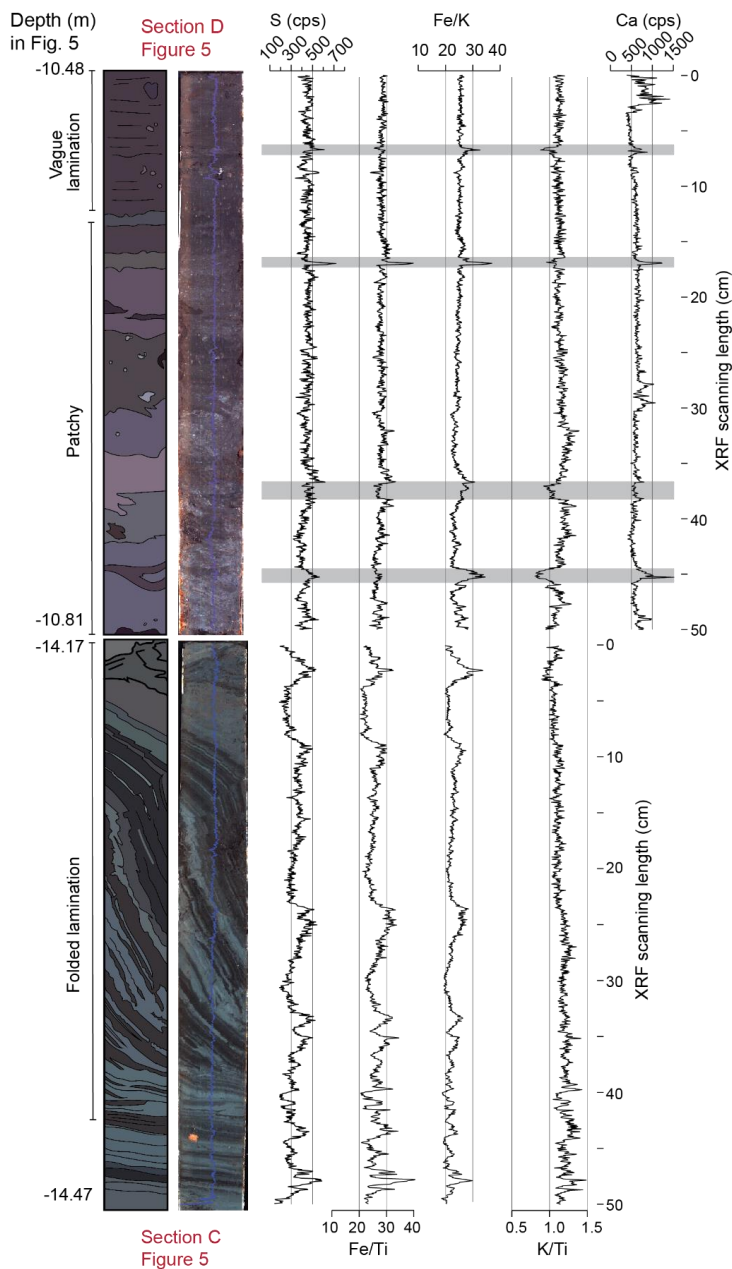 Depth (m)
in Fig. 5
Section D
Figure 5
S (cps)
100 300 500 700
Fe/K
10 20 30 40
Ca (cps)
0 500 1000 1500
-10.48
Vague
lamination
Patchy
-10.81
0
10
20
30
40
50
XRF scanning length (cm)
-14.17
Folded lamination
-14.47
0
10
20
30
40
50
XRF scanning length (cm)
10 20 30 40
Fe/Ti
0.5 1.0 1.5
K/Ti
Section C
Figure 5